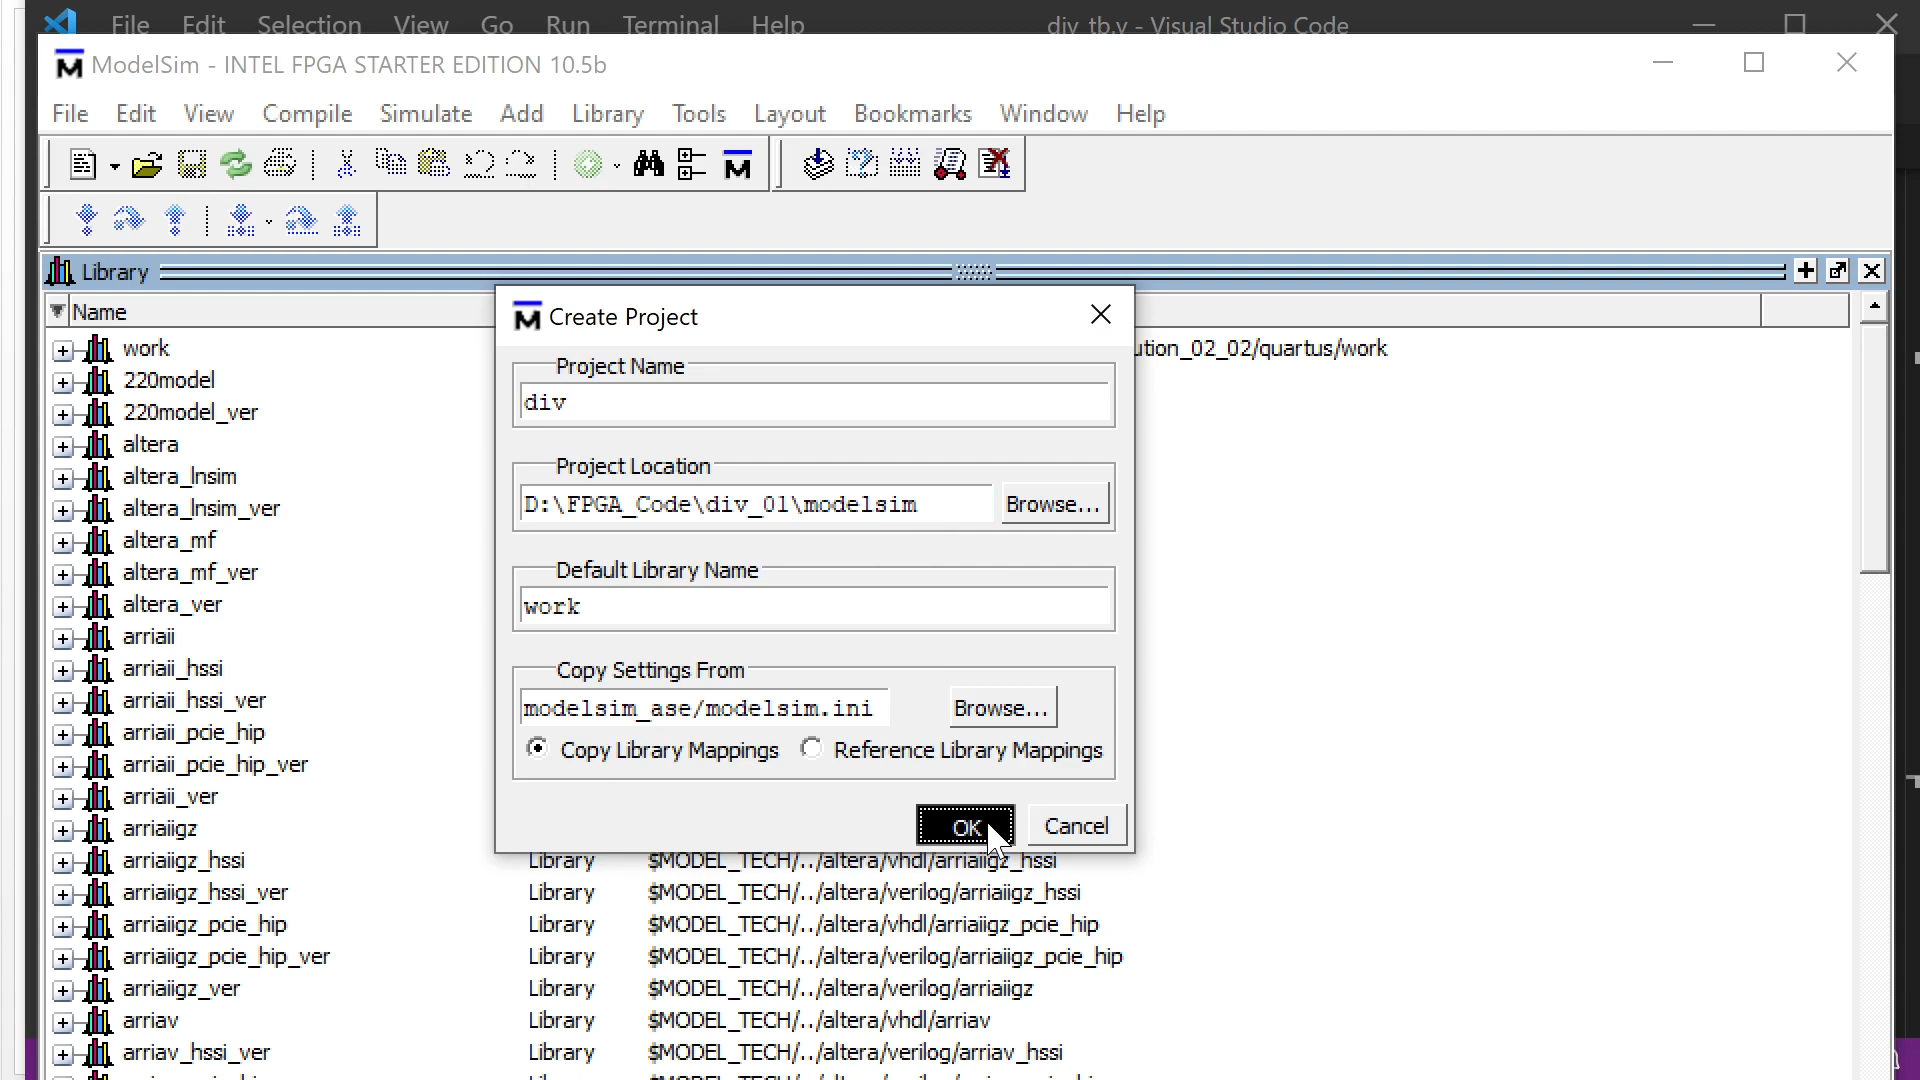 File Edit Selection View Go Run Terminal Help div_tb.v - Visual Studio Code
ModelSim - INTEL FPGA STARTER EDITION 10.5b
File Edit View Compile Simulate Add Library Tools Layout Bookmarks Window Help
Library
Name
work ution_02_02/quartus/work
220model
220model_ver
altera
altera_lnsim
altera_lnsim_ver
altera_mf
altera_mf_ver
altera_ver
arriaii
arriaii_hssi
arriaii_hssi_ver
arriaii_pcie_hip
arriaii_pcie_hip_ver
arriaii_ver
arriaiigz
Create Project
Project Name
div
Project Location
D:\FPGA_Code\div_01\modelsim Browse...
Default Library Name
work
Copy Settings From
modelsim_ase/modelsim.ini Browse...
Copy Library Mappings Reference Library Mappings
OK Cancel
arriaiigz_hssi Library $MODEL_TECH/../altera/vhdl/arriaiigz_hssi
arriaiigz_hssi_ver Library $MODEL_TECH/../altera/verilog/arriaiigz_hssi
arriaiigz_pcie_hip Library $MODEL_TECH/../altera/vhdl/arriaiigz_pcie_hip
arriaiigz_pcie_hip_ver Library $MODEL_TECH/../altera/verilog/arriaiigz_pcie_hip
arriaiigz_ver Library $MODEL_TECH/../altera/verilog/arriaiigz
arriav Library $MODEL_TECH/../altera/vhdl/arriav
arriav_hssi_ver Library $MODEL_TECH/../altera/verilog/arriav_hssi